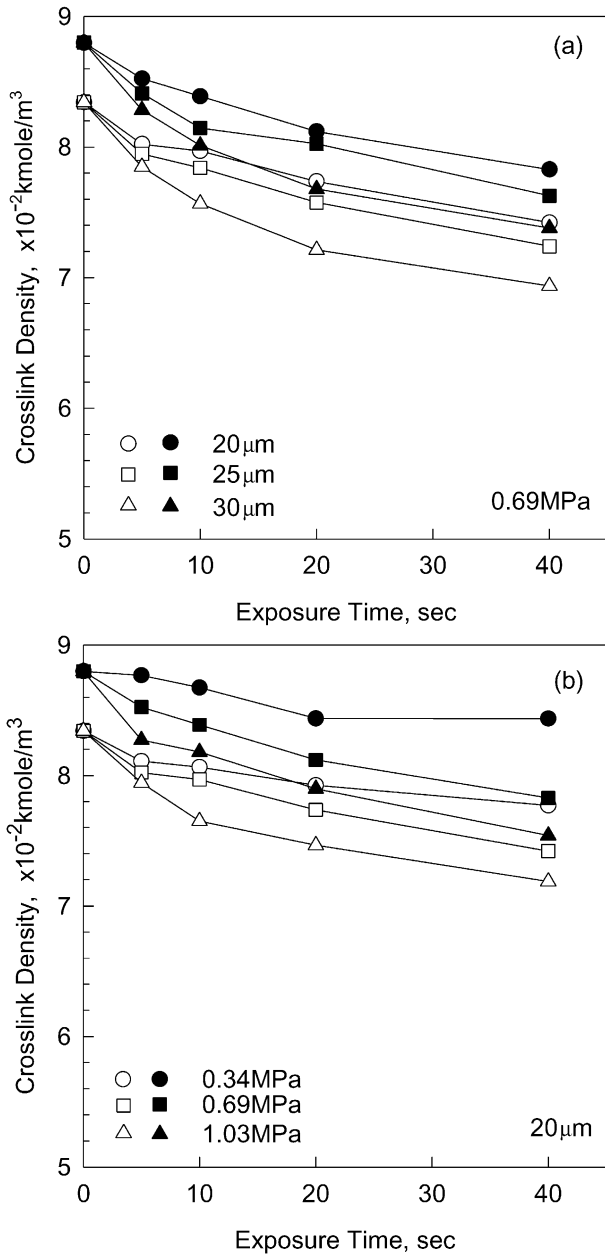 (a)
9
8
7
6
5
Crosslink Density, x10⁻²kmole/m³
20μm
25μm
30μm
0.69MPa
0 10 20 30 40
Exposure Time, sec
(b)
9
8
7
6
5
Crosslink Density, x10⁻²kmole/m³
0.34MPa
0.69MPa
1.03MPa
20μm
0 10 20 30 40
Exposure Time, sec